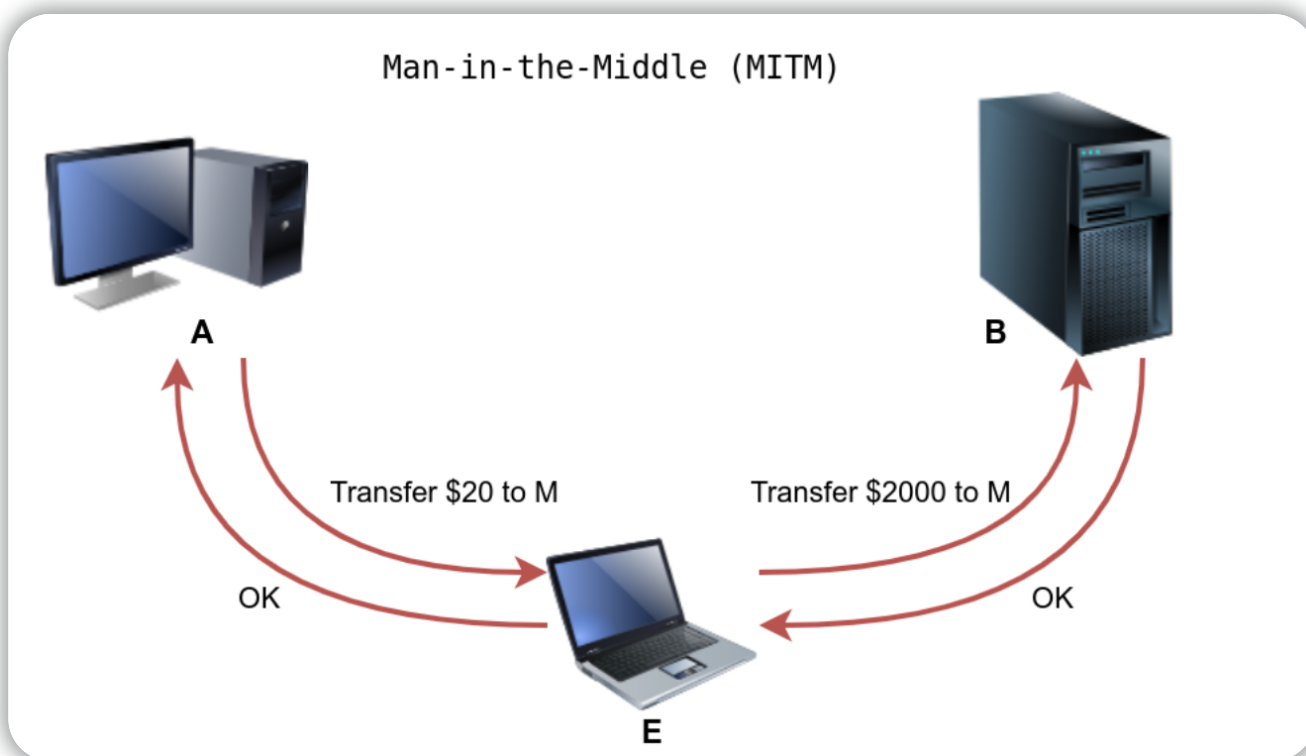 Man-in-the-Middle (MITM)
A
B
Transfer $20 to M
Transfer $2000 to M
OK
OK
E